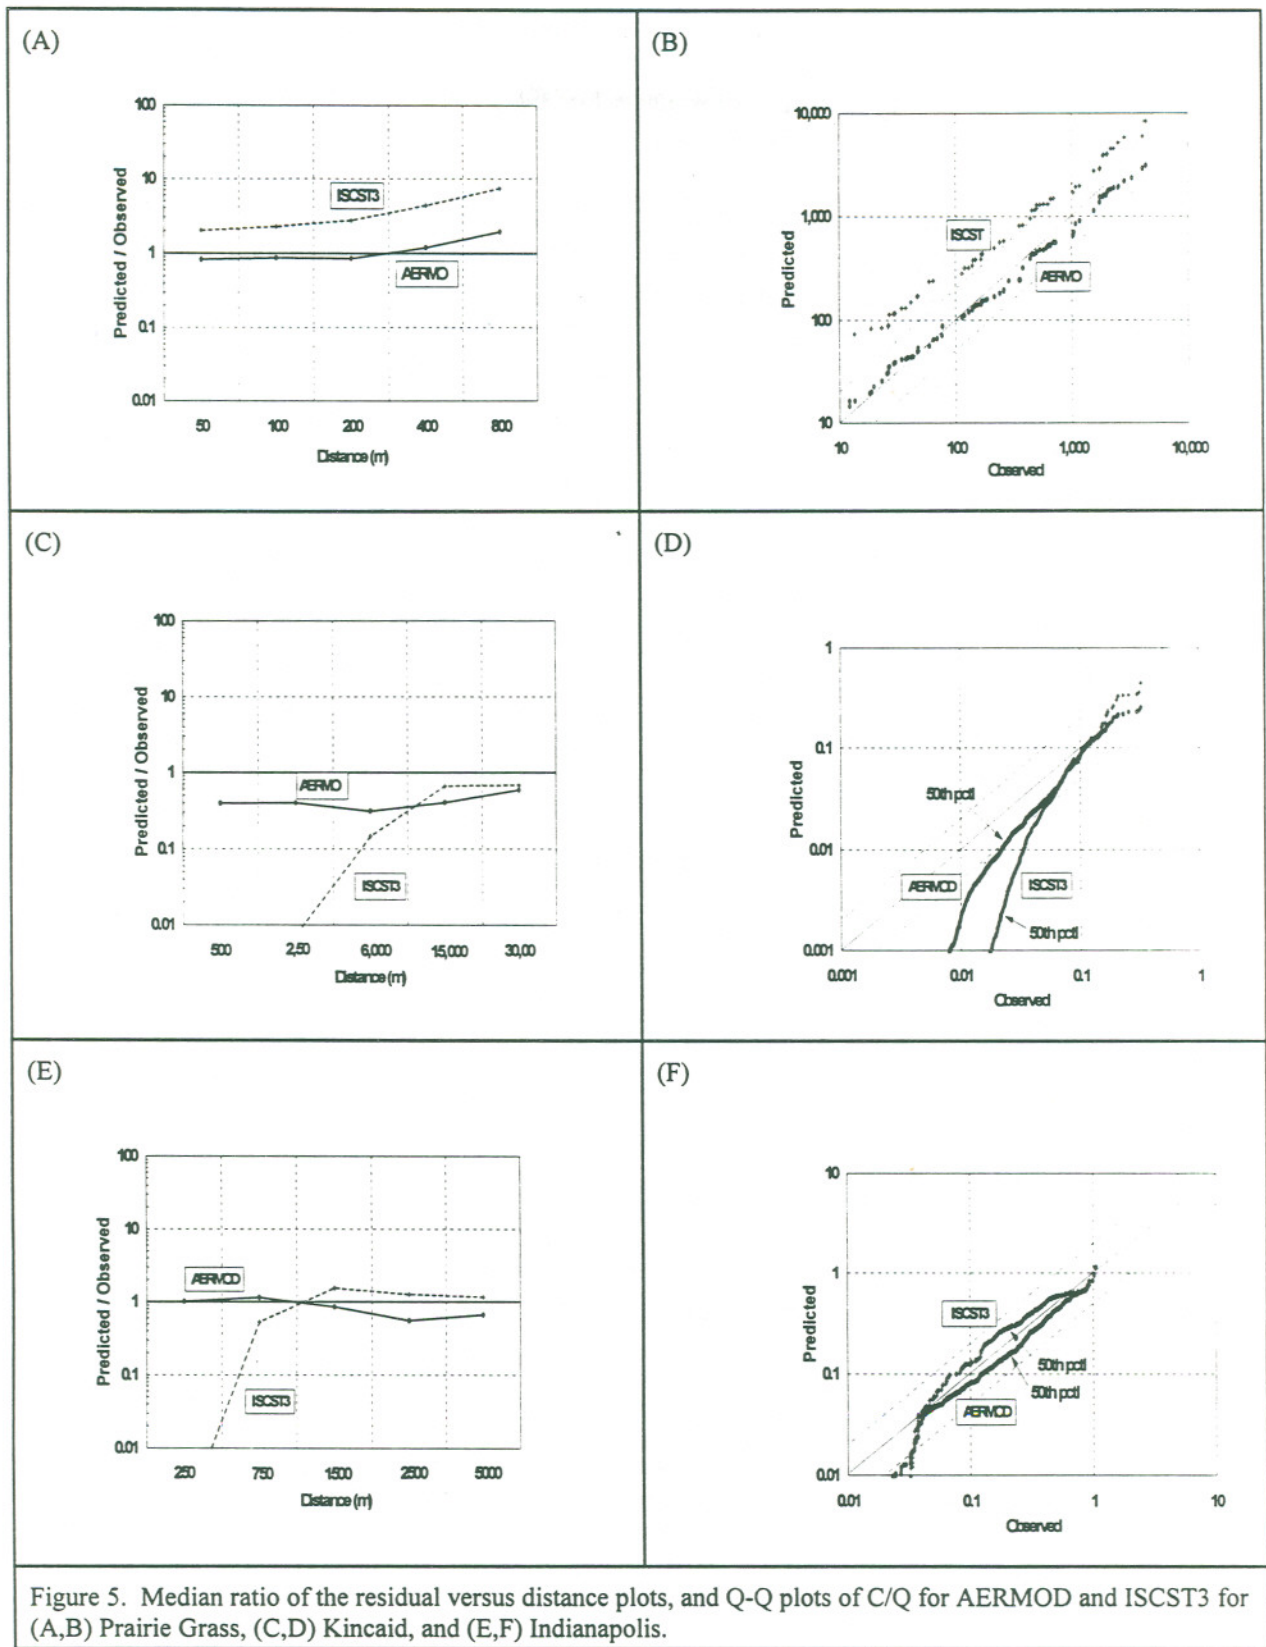 (A)
100
10
1
0.1
0.01
Predicted / Observed
ISCST3
AERMO
50 100 200 400 800
Distance (m)
(B)
10,000
1,000
100
10
Predicted
ISCST
AERMO
10 100 1,000 10,000
Observed
(C)
100
10
1
0.1
0.01
Predicted / Observed
AERMO
ISCST3
500 2,50 6,000 15,000 30,00
Distance (m)
(D)
1
0.1
0.01
0.001
Predicted
50th pctl
AERMOD
ISCST3
50th pctl
0.001 0.01 0.1 1
Observed
(E)
100
10
1
0.1
0.01
Predicted / Observed
AERMOD
ISCST3
250 750 1500 2500 5000
Distance (m)
(F)
10
1
0.1
0.01
Predicted
ISCST3
50th pctl
50th pctl
AERMOD
0.01 0.1 1 10
Observed
Figure 5. Median ratio of the residual versus distance plots, and Q-Q plots of C/Q for AERMOD and ISCST3 for
(A,B) Prairie Grass, (C,D) Kincaid, and (E,F) Indianapolis.